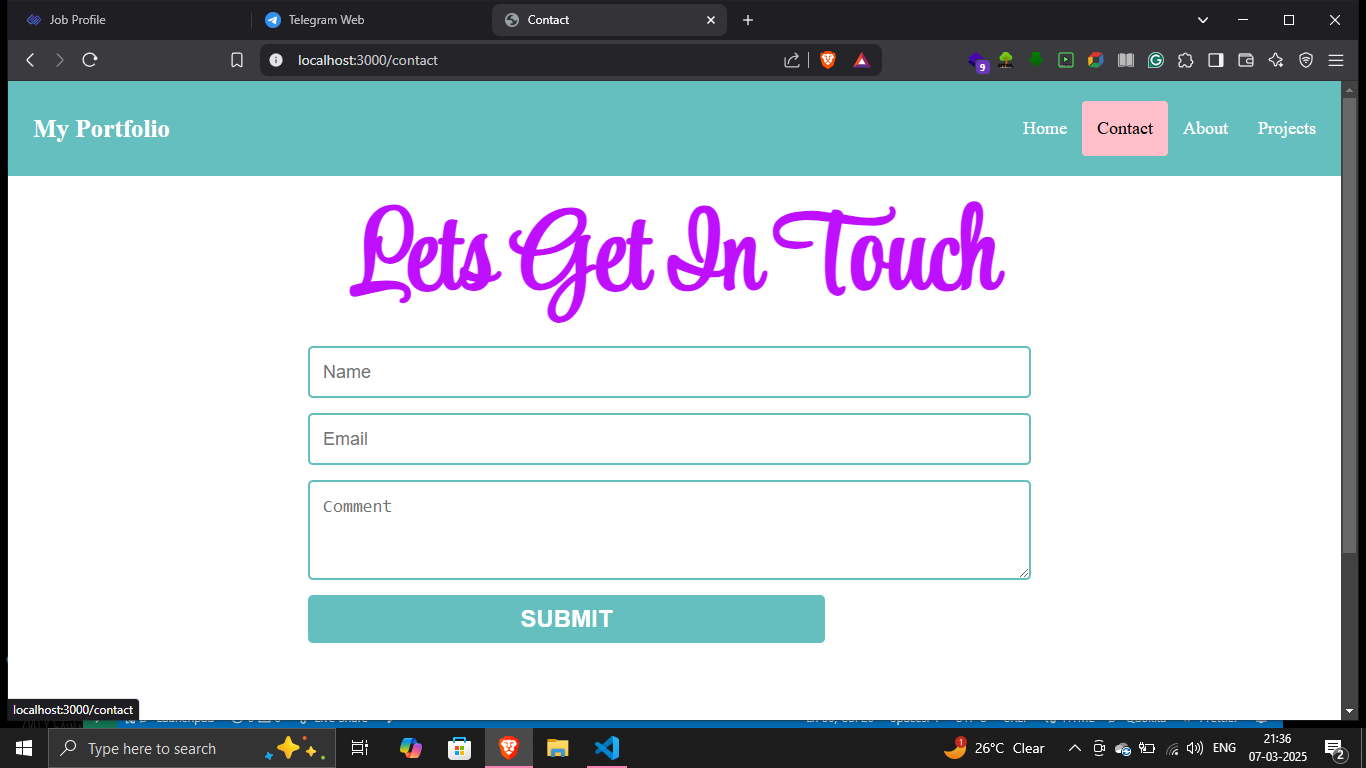 Job Profile
Telegram Web
Contact
localhost:3000/contact
9
My Portfolio
Home
Contact
About
Projects
Lets Get In Touch
Name
Email
Comment
SUBMIT
localhost:3000/contact
Type here to search
1
26°C Clear
ENG
21:36
07-03-2025
2